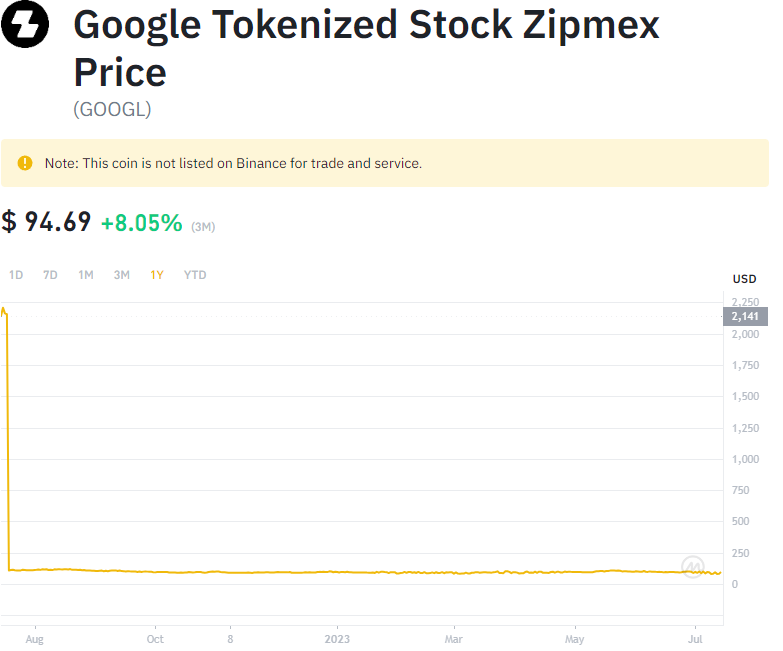 Google Tokenized Stock Zipmex
Price
(GOOGL)
Note: This coin is not listed on Binance for trade and service.
$ 94.69 +8.05% (3M)
1D 7D 1M 3M 1Y YTD
USD
2,250
2,141
2,000
1,750
1,500
1,250
1,000
750
500
250
0
Aug Oct 8 2023 Mar May Jul